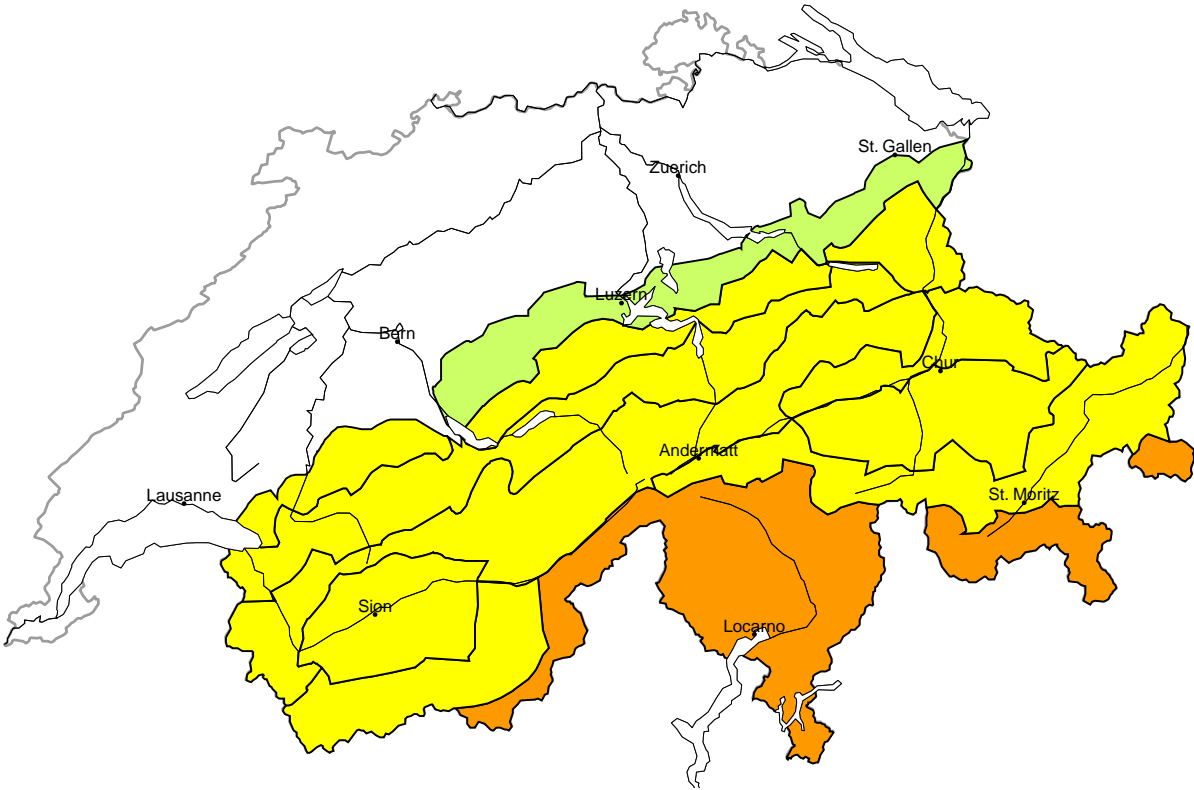 St. Gallen
Zuerich
Luzern
Bern
Chur
Andermatt
Lausanne
St. Moritz
Sion
Locarno